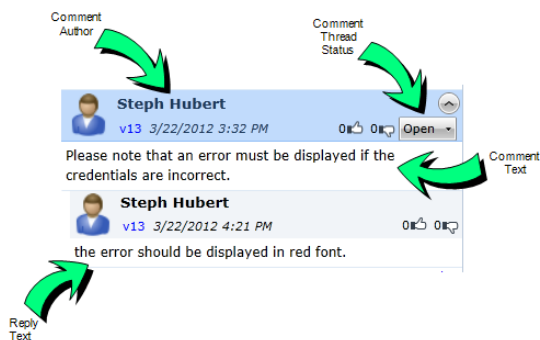 Comment
Author
Comment
Thread
Status
Steph Hubert
v13 3/22/2012 3:32 PM
0 0 Open
Please note that an error must be displayed if the
credentials are incorrect.
Comment
Text
Steph Hubert
v13 3/22/2012 4:21 PM
0 0
the error should be displayed in red font.
Reply
Text